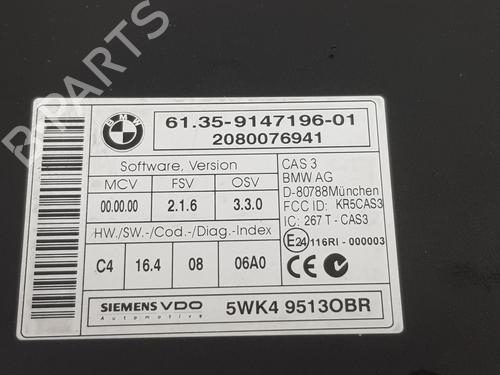 B PARTS
BMW
61.35-9147196-01
2080076941
Software, Version
MCV FSV OSV
00.00.00 2.1.6 3.3.0
HW./SW.-/Cod.-/Diag.-Index
C4 16.4 08 06A0
CAS 3
BMW AG
D-80788München
FCC ID: KR5CAS3
IC: 267 T - CAS3
E24 116RI - 000003
CE
SIEMENS VDO
Automotive
5WK4 9513OBR